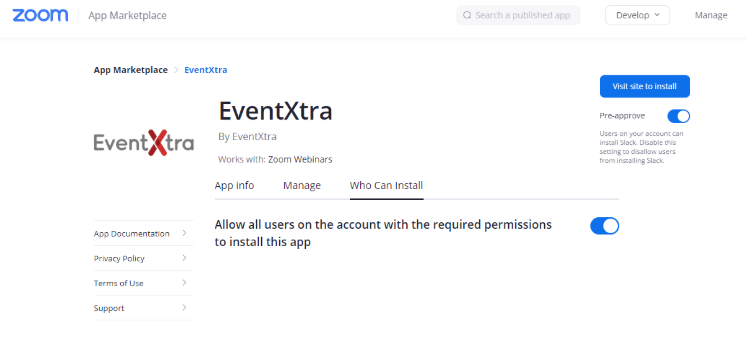 zoom App Marketplace Search a published app Develop Manage
App Marketplace > EventXtra
Visit site to install
EventXtra
Pre-approve
By EventXtra
Users on your account can
install Slack. Disable this
setting to disallow users
from installing Slack.
EventXtra
Works with: Zoom Webinars
App info Manage Who Can Install
Allow all users on the account with the required permissions
to install this app
App Documentation
Privacy Policy
Terms of Use
Support